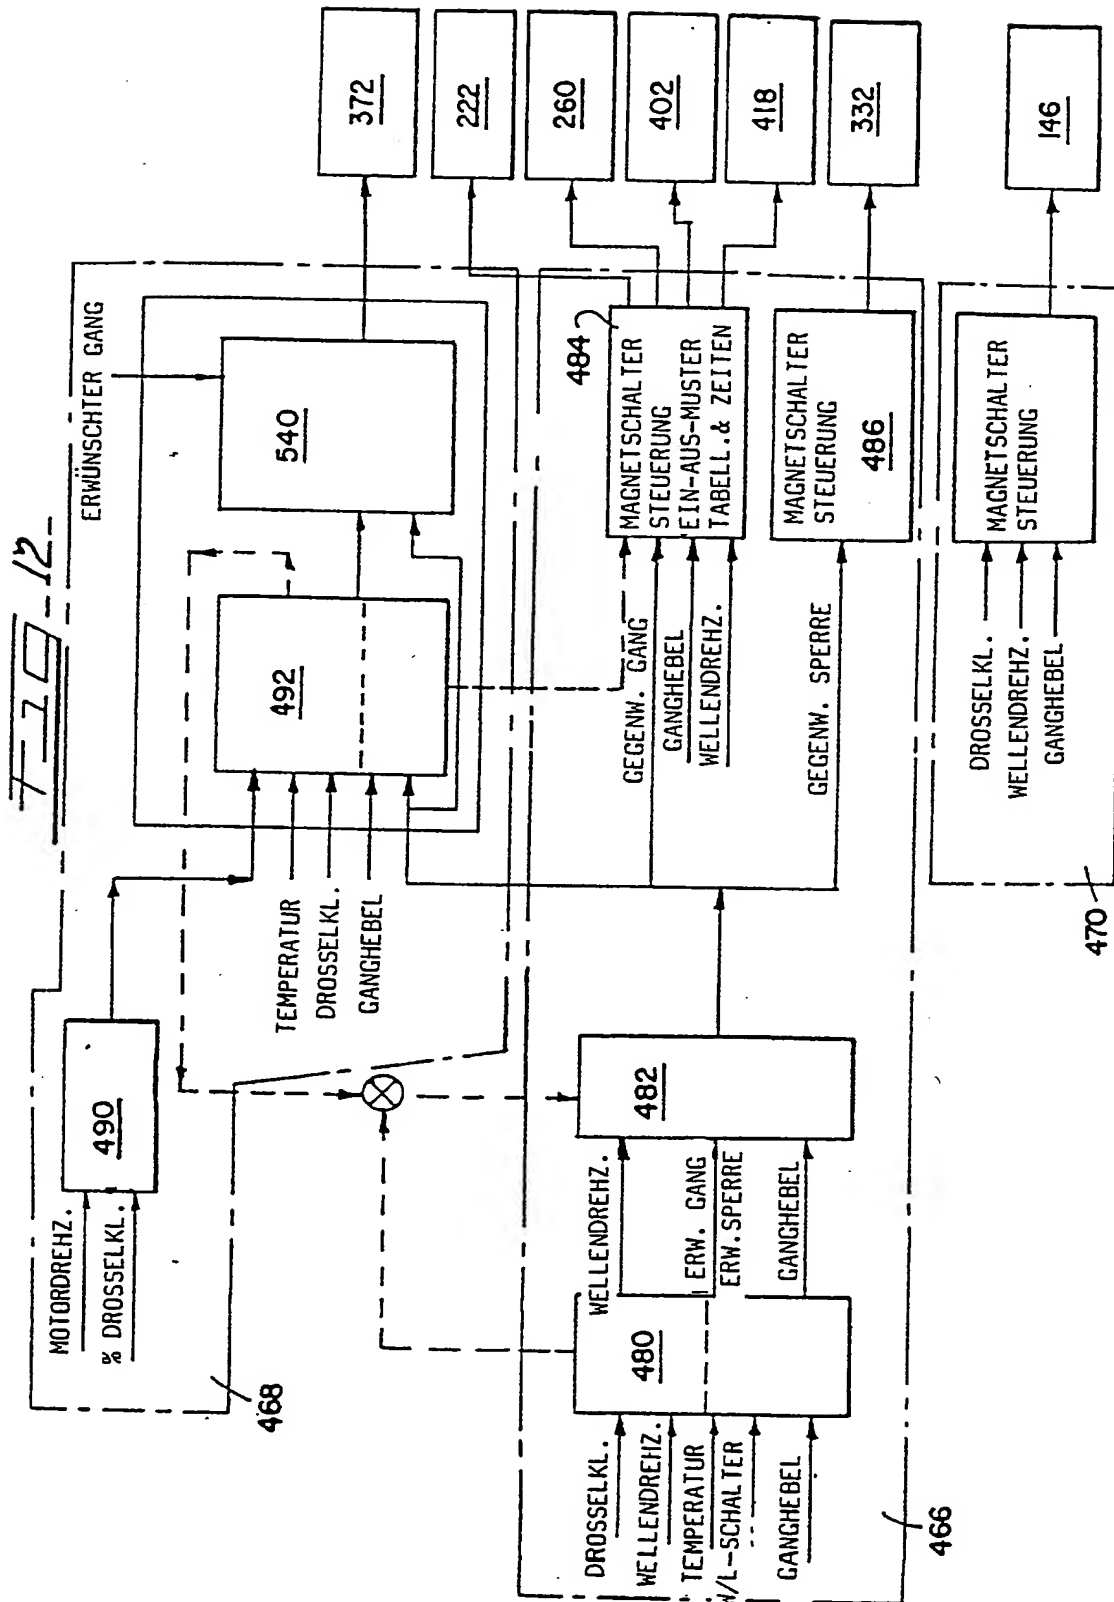 FIG. 12
MOTORDREHZ.
% DROSSELKL.
490
468
TEMPERATUR
DROSSELKL.
GANGHEBEL
492
ERWÜNSCHTER GANG
540
372
222
260
402
418
332
146
DROSSELKL.
WELLENDREHZ.
TEMPERATUR
W/L-SCHALTER
GANGHEBEL
466
480
WELLENDREHZ.
ERW. GANG
ERW. SPERRE
GANGHEBEL
482
GEGENW. GANG
GANGHEBEL
WELLENDREHZ.
GEGENW. SPERRE
484
MAGNETSCHALTER
STEUERUNG
EIN-AUS-MUSTER
TABELL.& ZEITEN
MAGNETSCHALTER
STEUERUNG
486
DROSSELKL.
WELLENDREHZ.
GANGHEBEL
MAGNETSCHALTER
STEUERUNG
470